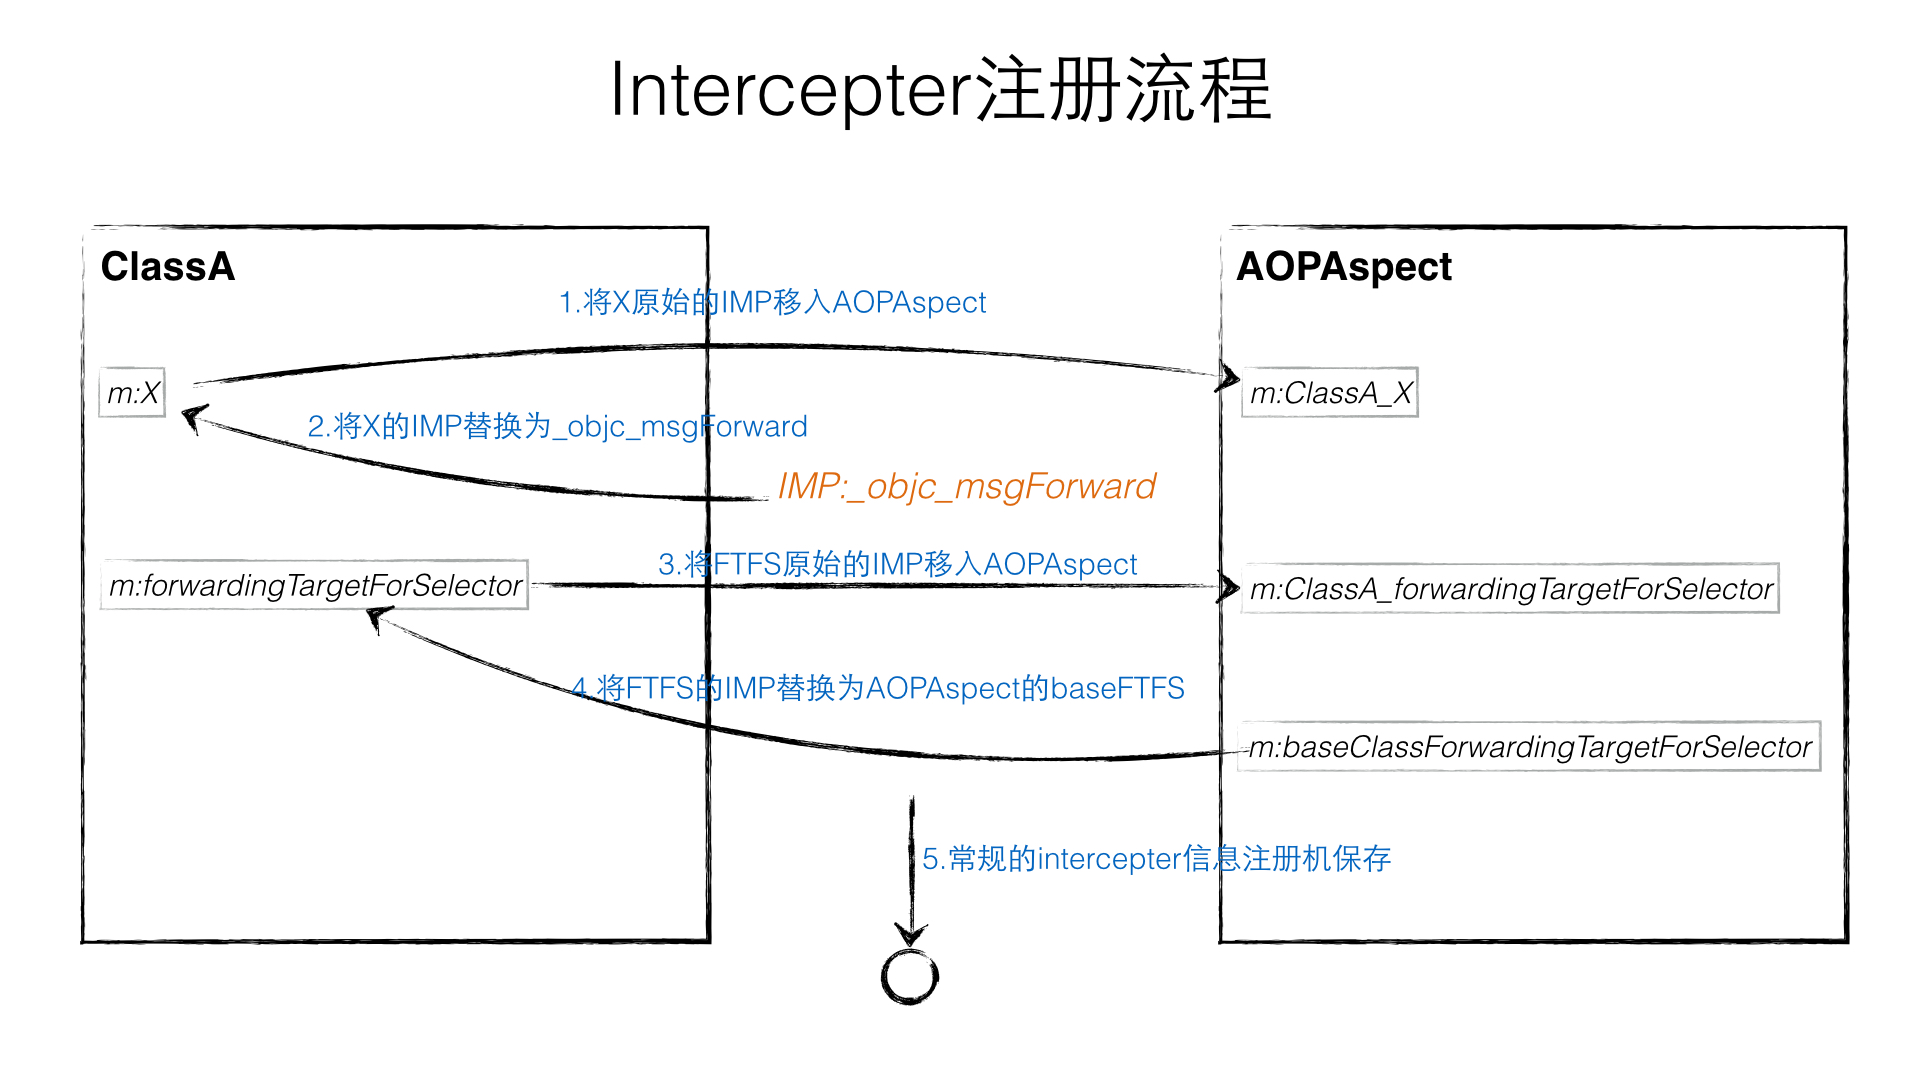 Intercepter注册流程
ClassA
AOPAspect
1.将X原始的IMP移入AOPAspect
m:X
m:ClassA_X
2.将X的IMP替换为_objc_msgForward
IMP:_objc_msgForward
3.将FTFS原始的IMP移入AOPAspect
m:forwardingTargetForSelector
m:ClassA_forwardingTargetForSelector
4.将FTFS的IMP替换为AOPAspect的baseFTFS
m:baseClassForwardingTargetForSelector
5.常规的intercepter信息注册机保存